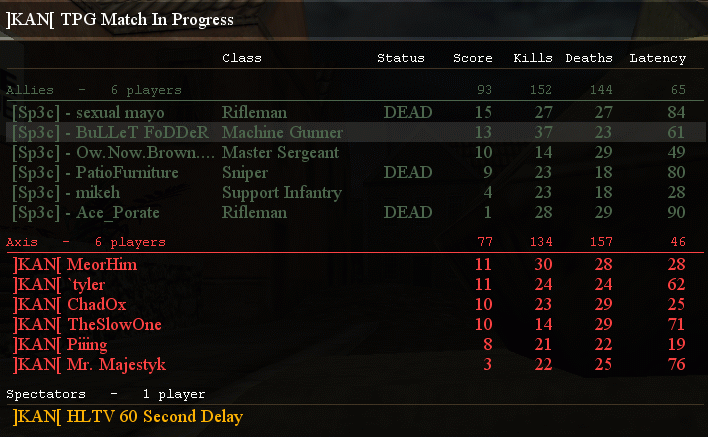 ]KAN[ TPG Match In Progress
Class Status Score Kills Deaths Latency
Allies - 6 players 93 152 144 65
[Sp3c] - sexual mayo Rifleman DEAD 15 27 27 84
[Sp3c] - BuLLeT FoDDeR Machine Gunner 13 37 23 61
[Sp3c] - Ow.Now.Brown.... Master Sergeant 10 14 29 49
[Sp3c] - PatioFurniture Sniper DEAD 9 23 18 80
[Sp3c] - mikeh Support Infantry 4 23 18 28
[Sp3c] - Ace_Porate Rifleman DEAD 1 28 29 90
Axis - 6 players 77 134 157 46
]KAN[ MeorHim 11 30 28 28
]KAN[ `tyler 11 24 24 62
]KAN[ ChadOx 10 23 29 25
]KAN[ TheSlowOne 10 14 29 71
]KAN[ Piiing 8 21 22 19
]KAN[ Mr. Majestyk 3 22 25 76
Spectators - 1 player
]KAN[ HLTV 60 Second Delay